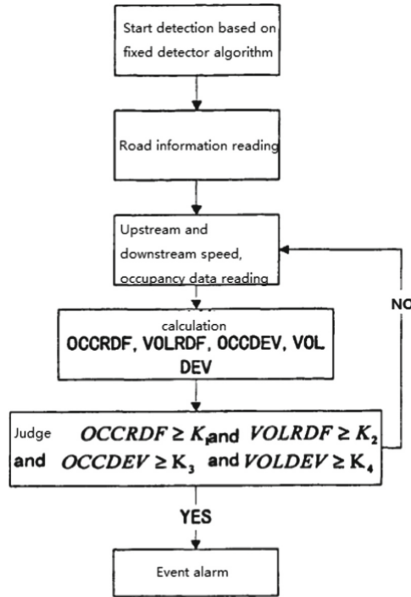 Start detection based on
fixed detector algorithm
Road information reading
Upstream and
downstream speed,
occupancy data reading
NO
calculation
OCCRDF, VOLRDF, OCCDEV, VOL
DEV
Judge OCCRDF ≥ K₁and VOLRDF ≥ K₂
and OCCDEV ≥ K₃ and VOLDEV ≥ K₄
YES
Event alarm